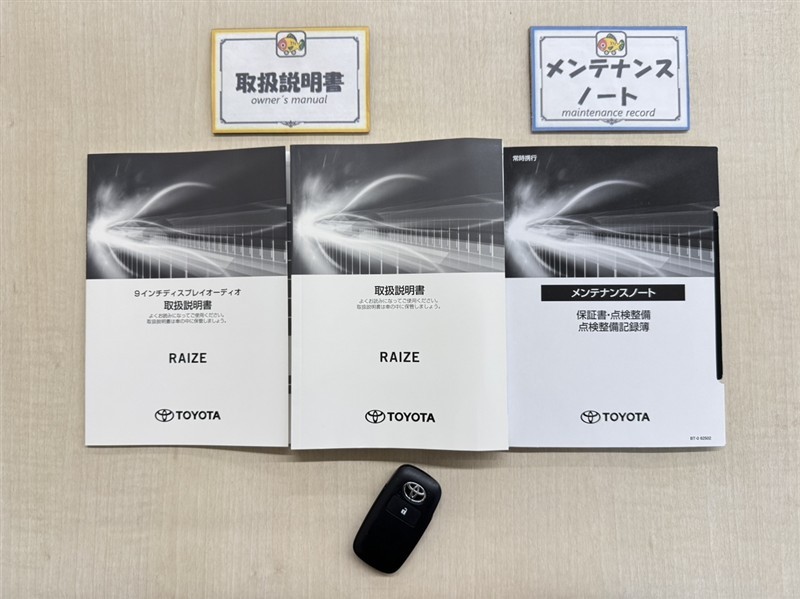 取扱説明書
owner's manual
メンテナンス
ノート
maintenance record
9インチディスプレイオーディオ
取扱説明書
よくお読みになってご使用ください。
取扱説明書は車の中に保管しましょう。
RAIZE
TOYOTA
取扱説明書
よくお読みになってご使用ください。
取扱説明書は車の中に保管しましょう。
RAIZE
TOYOTA
常時携行
メンテナンスノート
保証書・点検整備
点検整備記録簿
TOYOTA